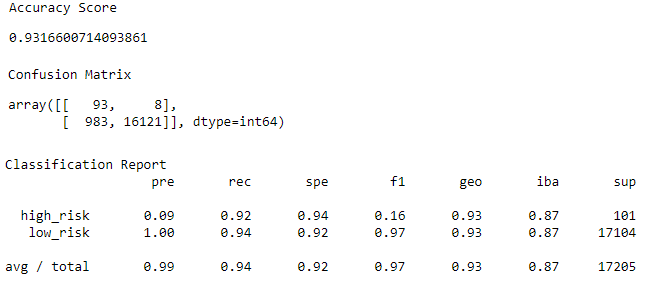 Accuracy Score
0.9316600714093861
Confusion Matrix
array([[   93,     8],
       [  983, 16121]], dtype=int64)
Classification Report
                   pre       rec       spe        f1       geo       iba       sup
  high_risk       0.09      0.92      0.94      0.16      0.93      0.87       101
   low_risk       1.00      0.94      0.92      0.97      0.93      0.87     17104
avg / total       0.99      0.94      0.92      0.97      0.93      0.87     17205